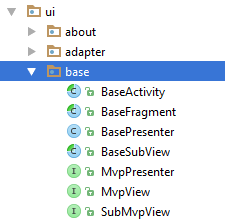 ui
about
adapter
base
BaseActivity
BaseFragment
BasePresenter
BaseSubView
MvpPresenter
MvpView
SubMvpView